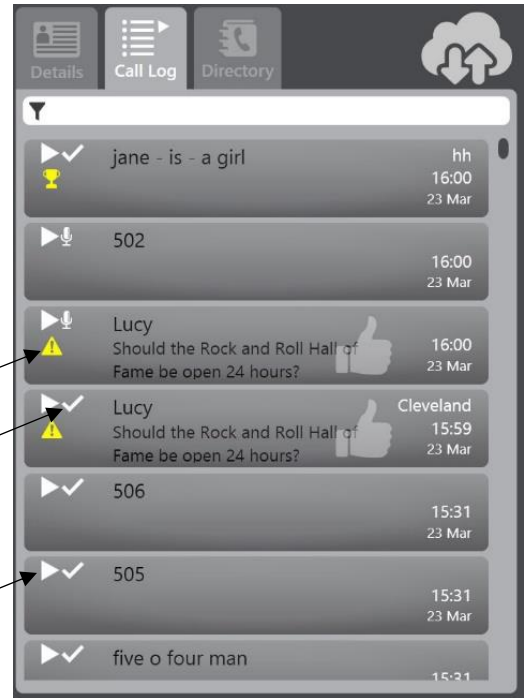 Details
Call Log
Directory
jane - is - a girl
hh
16:00
23 Mar
502
16:00
23 Mar
Lucy
Should the Rock and Roll Hall of
Fame be open 24 hours?
16:00
23 Mar
Lucy
Should the Rock and Roll Hall of
Fame be open 24 hours?
Cleveland
15:59
23 Mar
506
15:31
23 Mar
505
15:31
23 Mar
five o four man
15:31